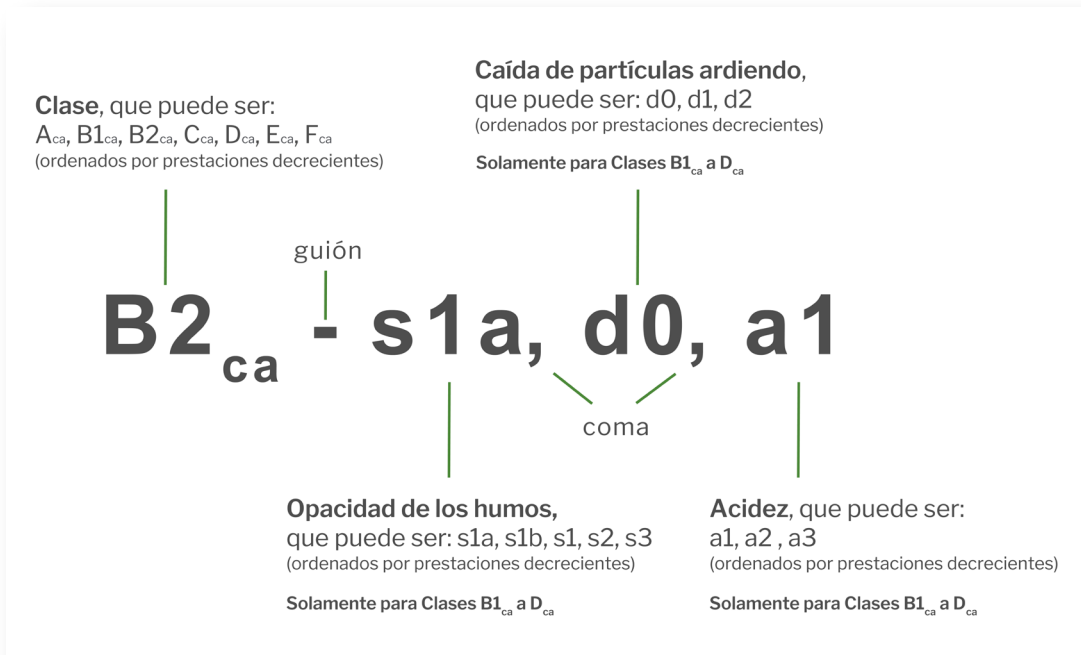 Clase, que puede ser:
Aca, B1ca, B2ca, Cca, Dca, Eca, Fca
(ordenados por prestaciones decrecientes)
Caída de partículas ardiendo,
que puede ser: d0, d1, d2
(ordenados por prestaciones decrecientes)
Solamente para Clases B1ca a Dca
guión
B2ca - s1a, d0, a1
coma
Opacidad de los humos,
que puede ser: s1a, s1b, s1, s2, s3
(ordenados por prestaciones decrecientes)
Solamente para Clases B1ca a Dca
Acidez, que puede ser:
a1, a2 , a3
(ordenados por prestaciones decrecientes)
Solamente para Clases B1ca a Dca